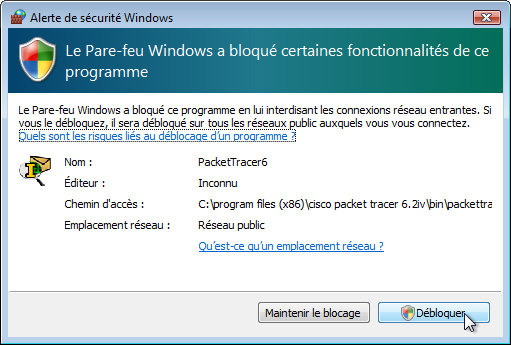 Alerte de sécurité Windows
Le Pare-feu Windows a bloqué certaines fonctionnalités de ce
programme
Le Pare-feu Windows a bloqué ce programme en lui interdisant les connexions réseau entrantes. Si
vous le débloquez, il sera débloqué sur tous les réseaux public auxquels vous vous connectez.
Quels sont les risques liés au déblocage d'un programme ?
Nom : PacketTracer6
Éditeur : Inconnu
Chemin d'accès : C:\program files (x86)\cisco packet tracer 6.2iv\bin\packettra
Emplacement réseau : Réseau public
Qu'est-ce qu'un emplacement réseau ?
Maintenir le blocage Débloquer